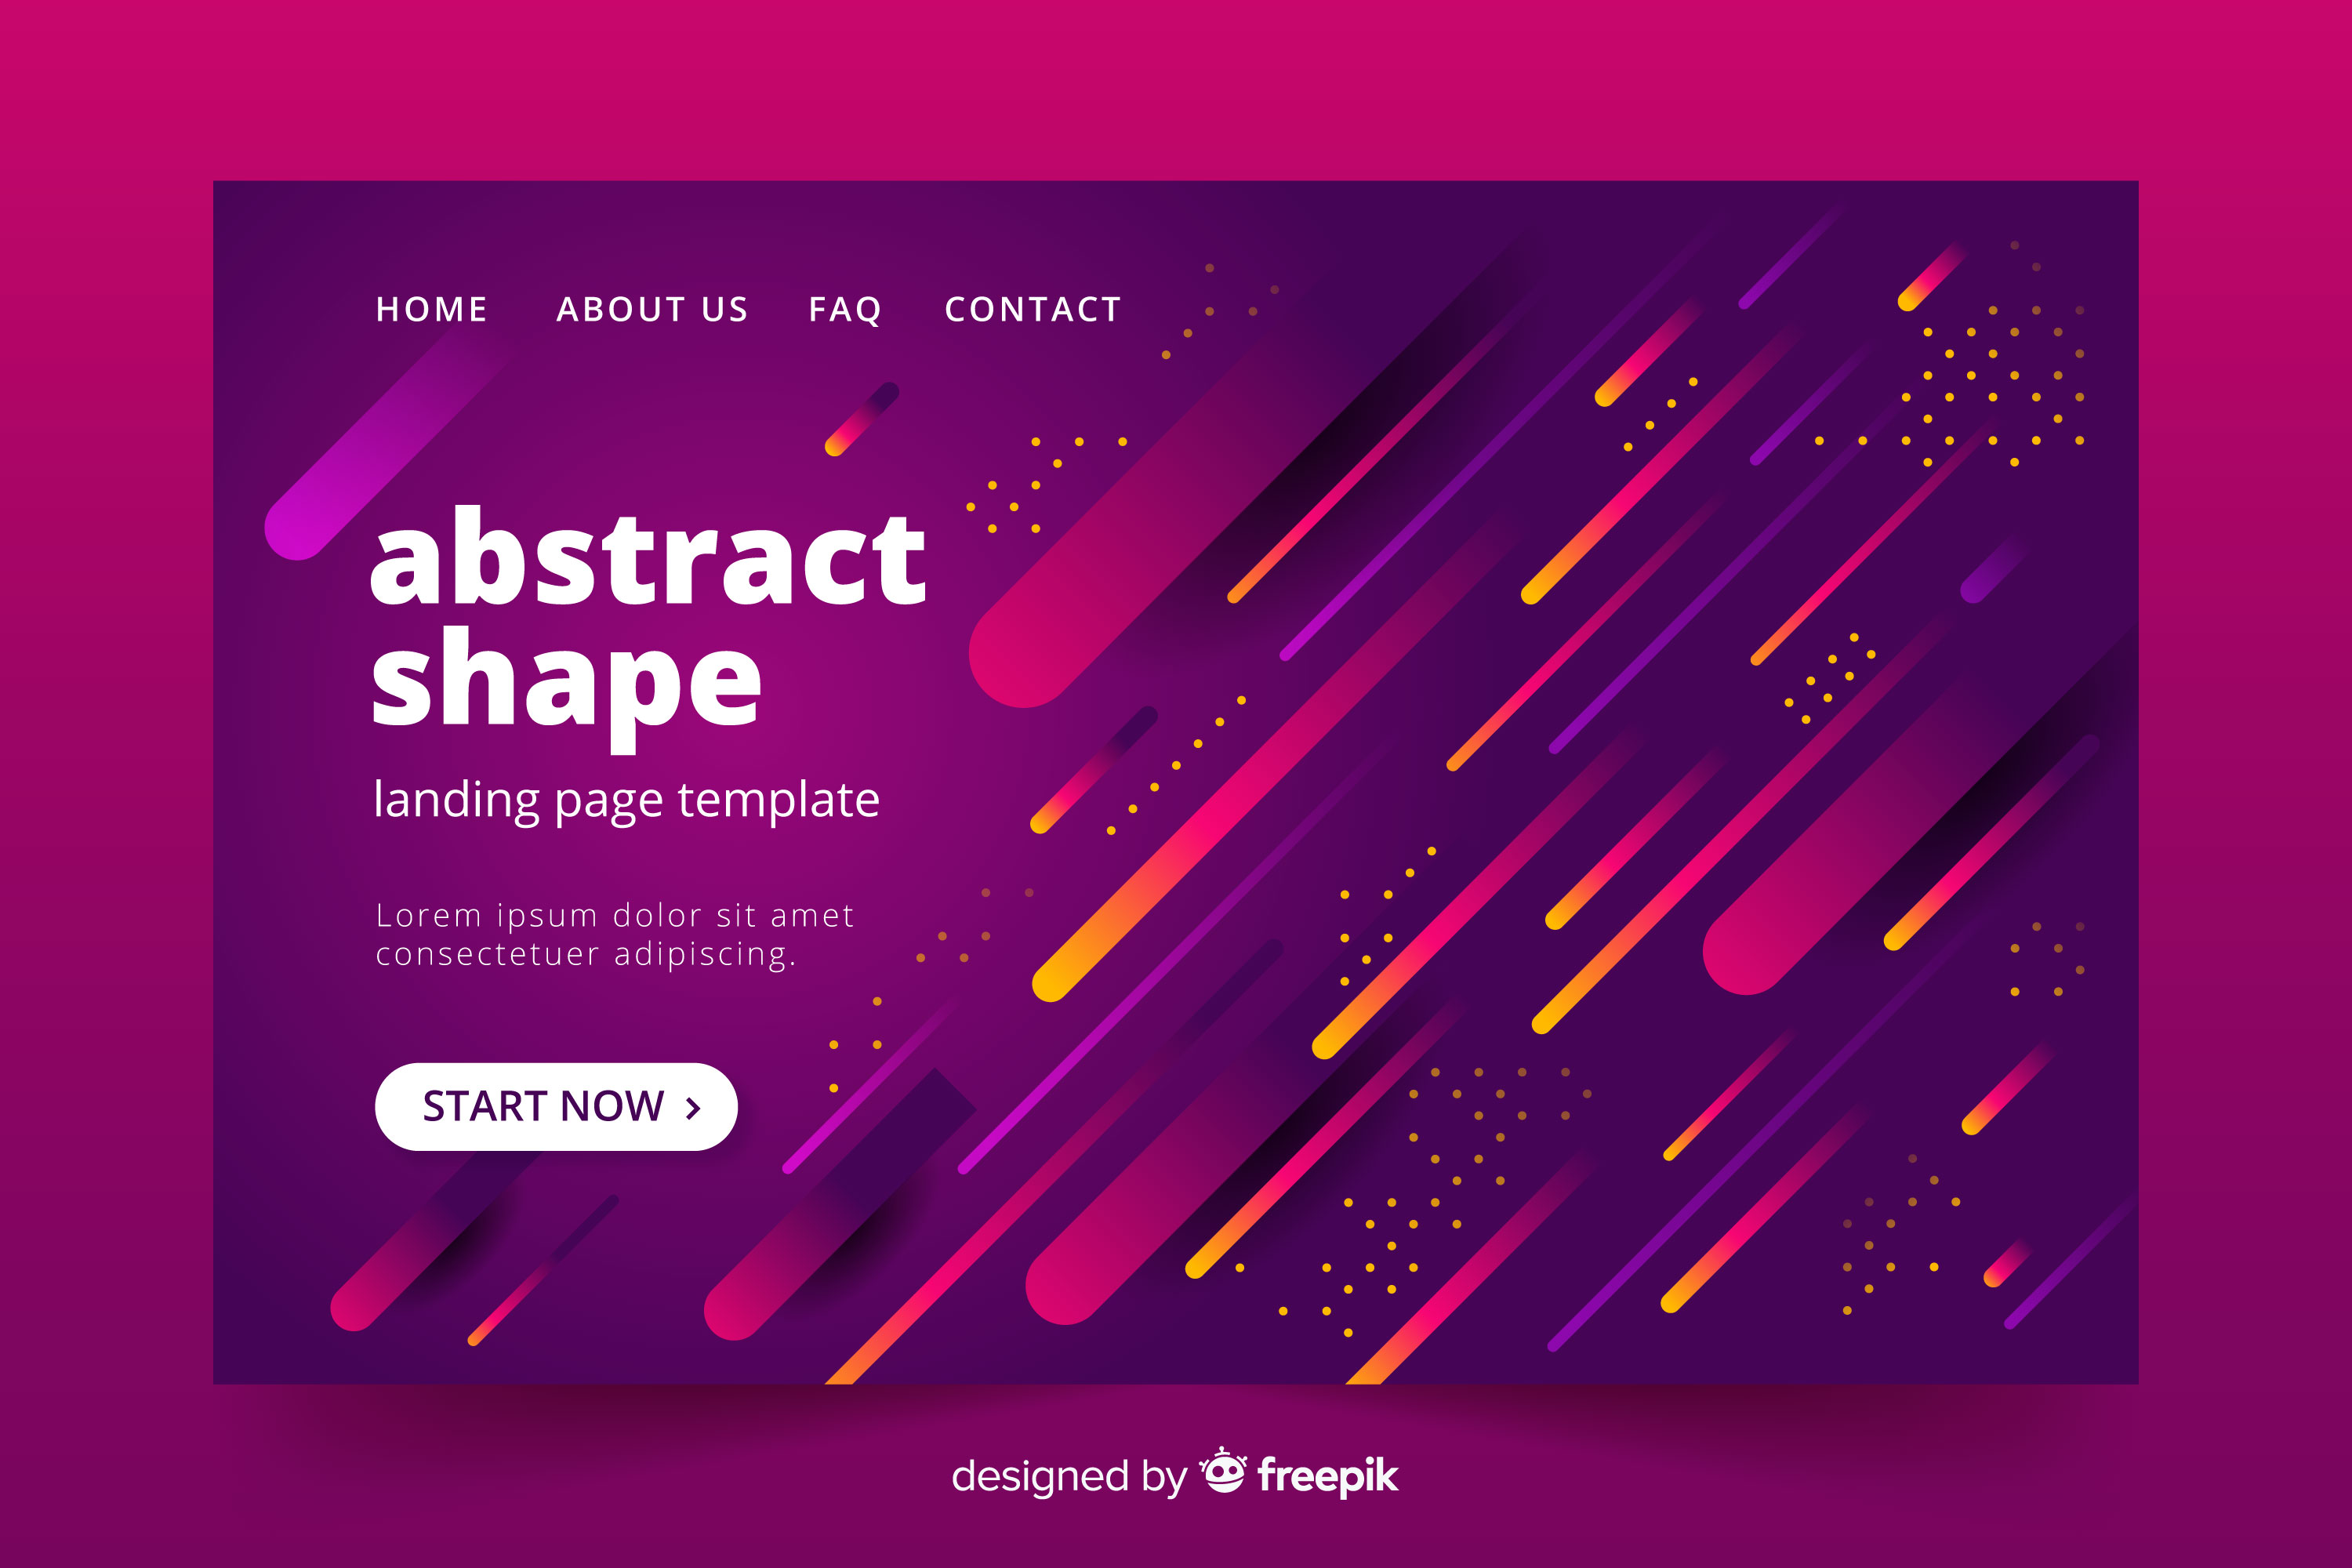 HOME ABOUT US FAQ CONTACT
abstract
shape
landing page template
Lorem ipsum dolor sit amet
consectetuer adipiscing.
START NOW
designed by freepik